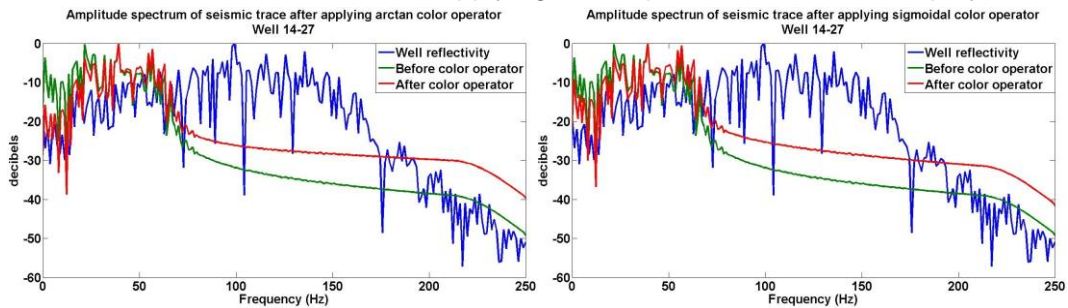 Amplitude spectrum of seismic trace after applying arctan color operator
Well 14-27
Well reflectivity
Before color operator
After color operator
0
-10
-20
-30
-40
-50
-60
decibels
0
50
100
150
200
250
Frequency (Hz)
Amplitude spectrun of seismic trace after applying sigmoidal color operator
Well 14-27
Well reflectivity
Before color operator
After color operator
0
-10
-20
-30
-40
-50
-60
decibels
0
50
100
150
200
250
Frequency (Hz)